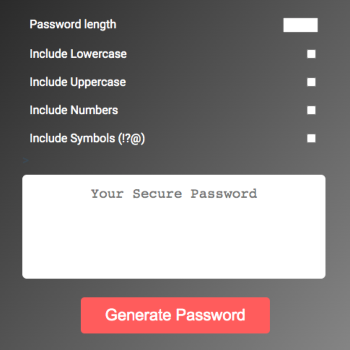 Password length
Include Lowercase
Include Uppercase
Include Numbers
Include Symbols (!?@)
Your Secure Password
Generate Password